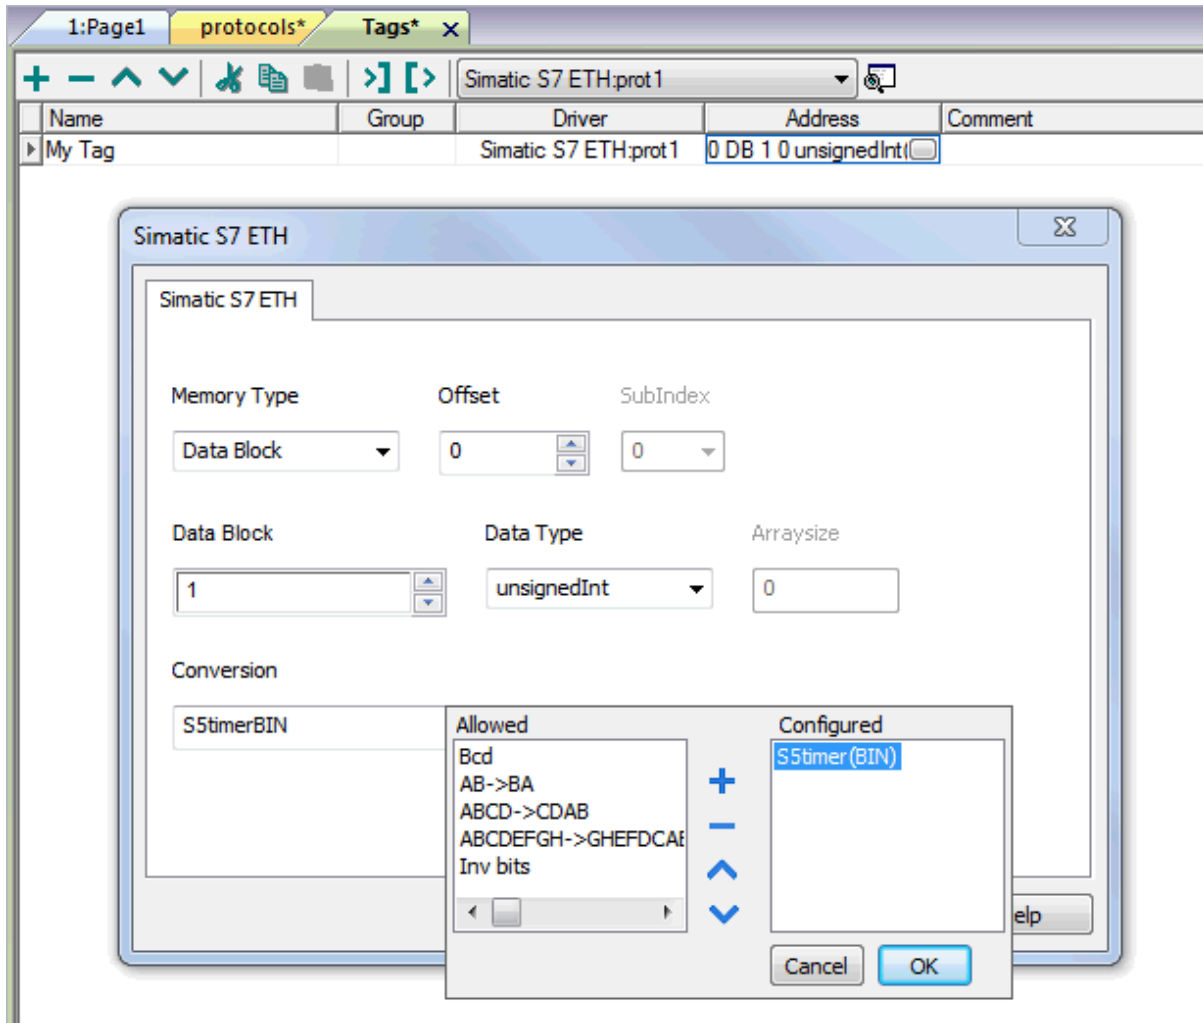 1:Page1 protocols* Tags* x
Simatic S7 ETH:prot1
Name Group Driver Address Comment
My Tag Simatic S7 ETH:prot1 0 DB 1 0 unsignedInt(
Simatic S7 ETH
Simatic S7 ETH
Memory Type Offset SubIndex
Data Block 0 0
Data Block Data Type Arraysize
1 unsignedInt 0
Conversion
S5timerBIN
Allowed Configured
Bcd S5timer(BIN)
AB->BA
ABCD->CDAB
ABCDEFGH->GHEFDCAB
Inv bits
elp
Cancel OK